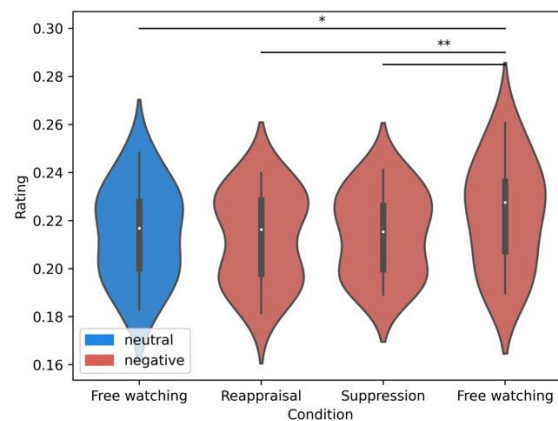 0.30
0.28
0.26
0.24
0.22
0.20
0.18
0.16
Rating
*
**
neutral
negative
Free watching Reappraisal Suppression Free watching
Condition